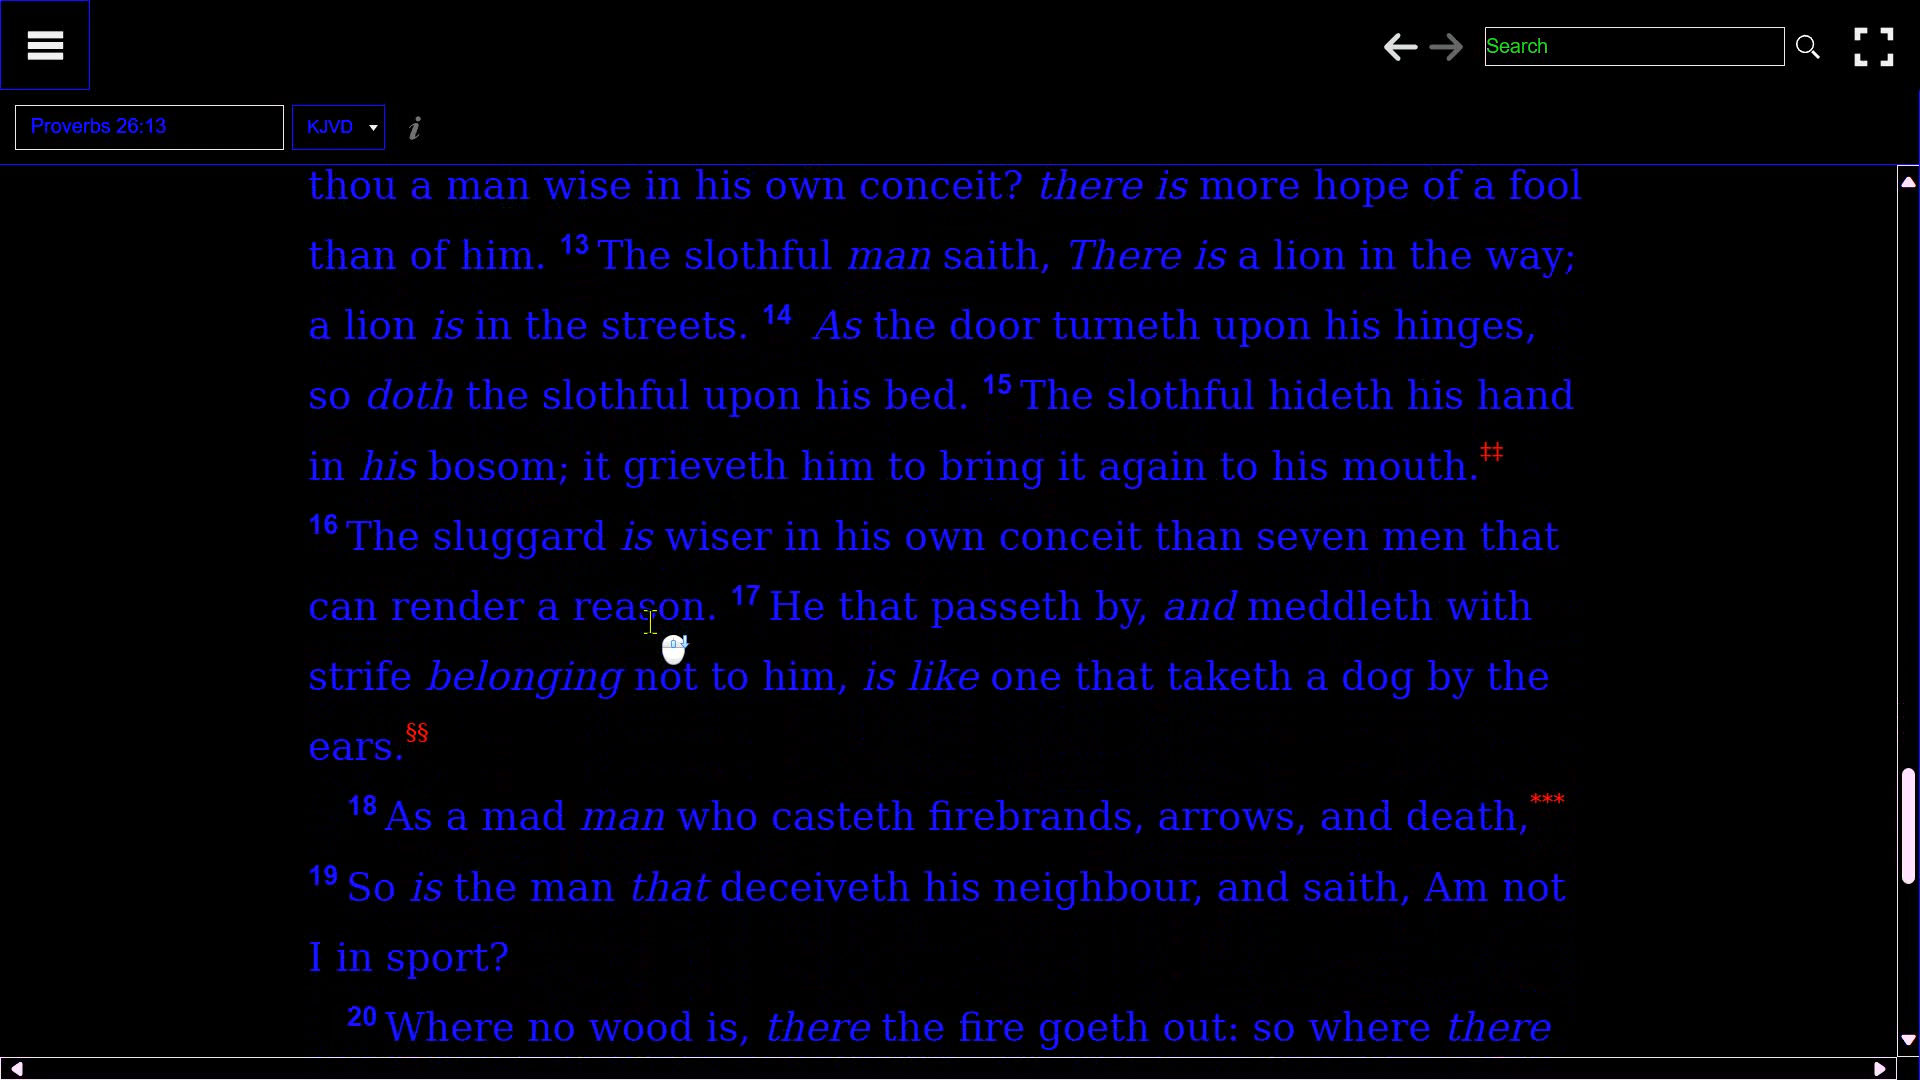 Search
Proverbs 26:13
KJVD
i
thou a man wise in his own conceit? there is more hope of a fool
than of him. 13 The slothful man saith, There is a lion in the way;
a lion is in the streets. 14 As the door turneth upon his hinges,
so doth the slothful upon his bed. 15 The slothful hideth his hand
in his bosom; it grieveth him to bring it again to his mouth.‡‡
16 The sluggard is wiser in his own conceit than seven men that
can render a reason. 17 He that passeth by, and meddleth with
strife belonging not to him, is like one that taketh a dog by the
ears.§§
18 As a mad man who casteth firebrands, arrows, and death,***
19 So is the man that deceiveth his neighbour, and saith, Am not
I in sport?
20 Where no wood is, there the fire goeth out: so where there